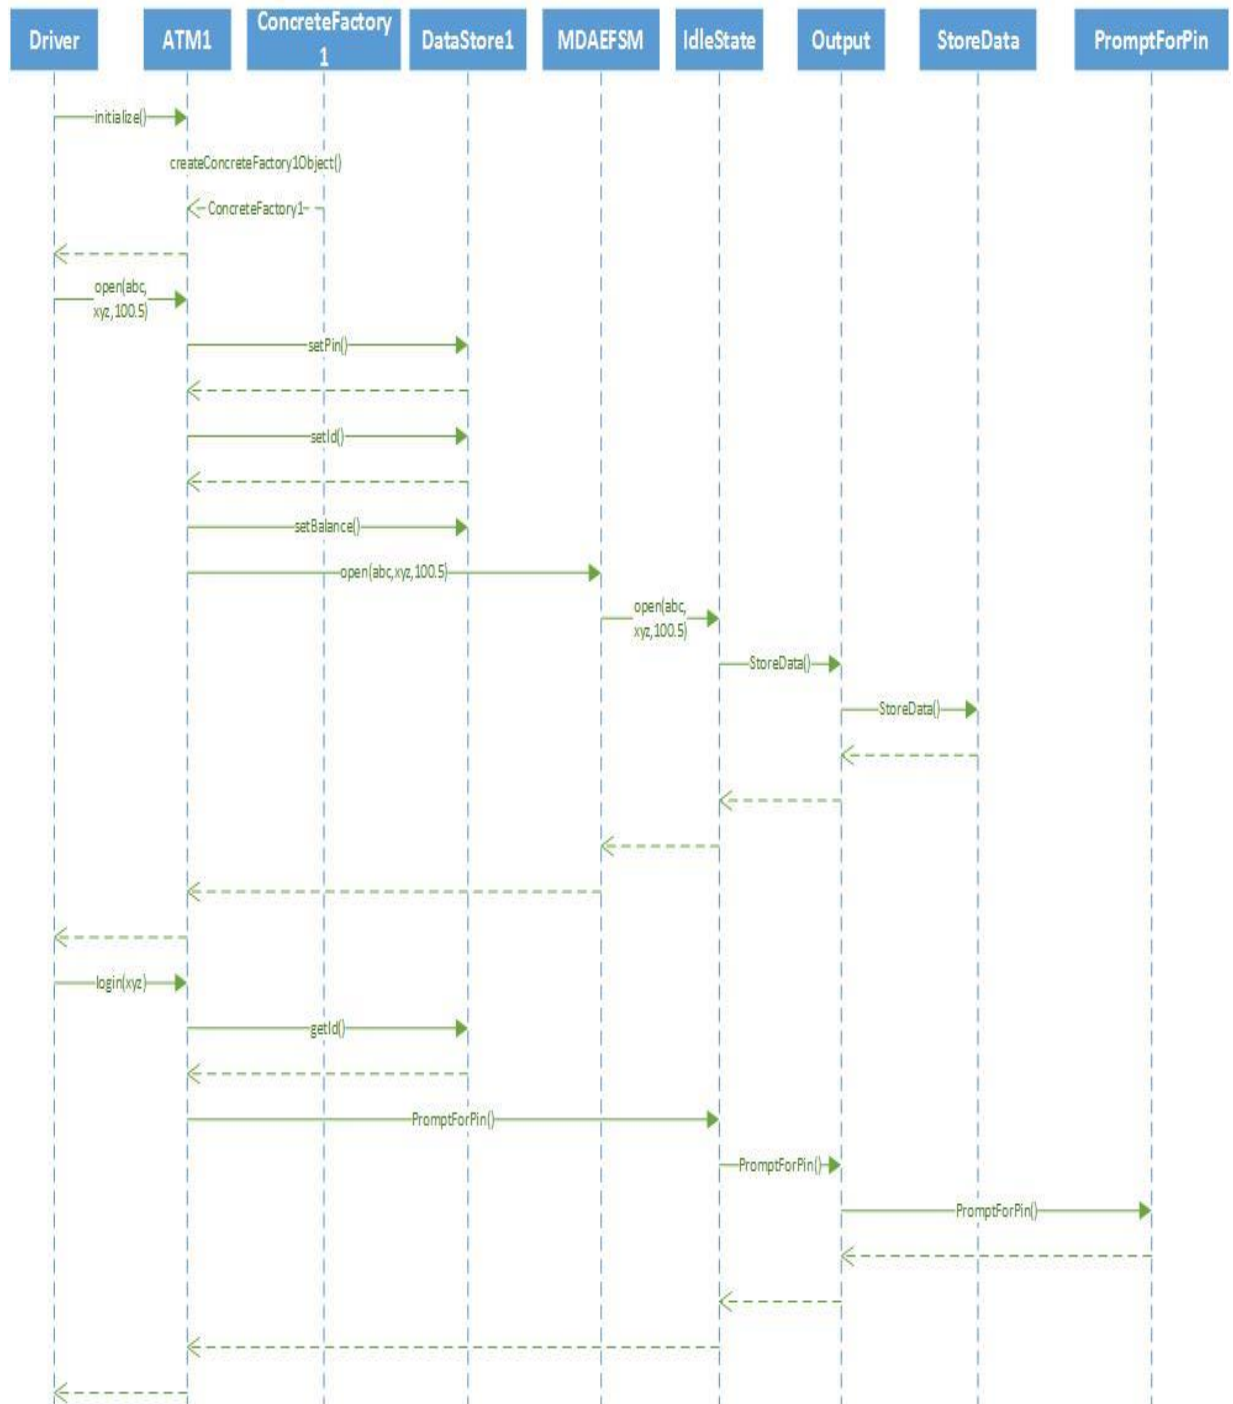 Driver
ATM1
ConcreteFactory
1
DataStore1
MDAEFSM
IdleState
Output
StoreData
PromptForPin
initialize()
createConcreteFactory1Object()
ConcreteFactory1
open(abc,
xyz,100.5)
setPin()
setId()
setBalance()
open(abc,xyz,100.5)
open(abc,
xyz,100.5)
StoreData()
StoreData()
login(xyz)
getId()
PromptForPin()
PromptForPin()
PromptForPin()